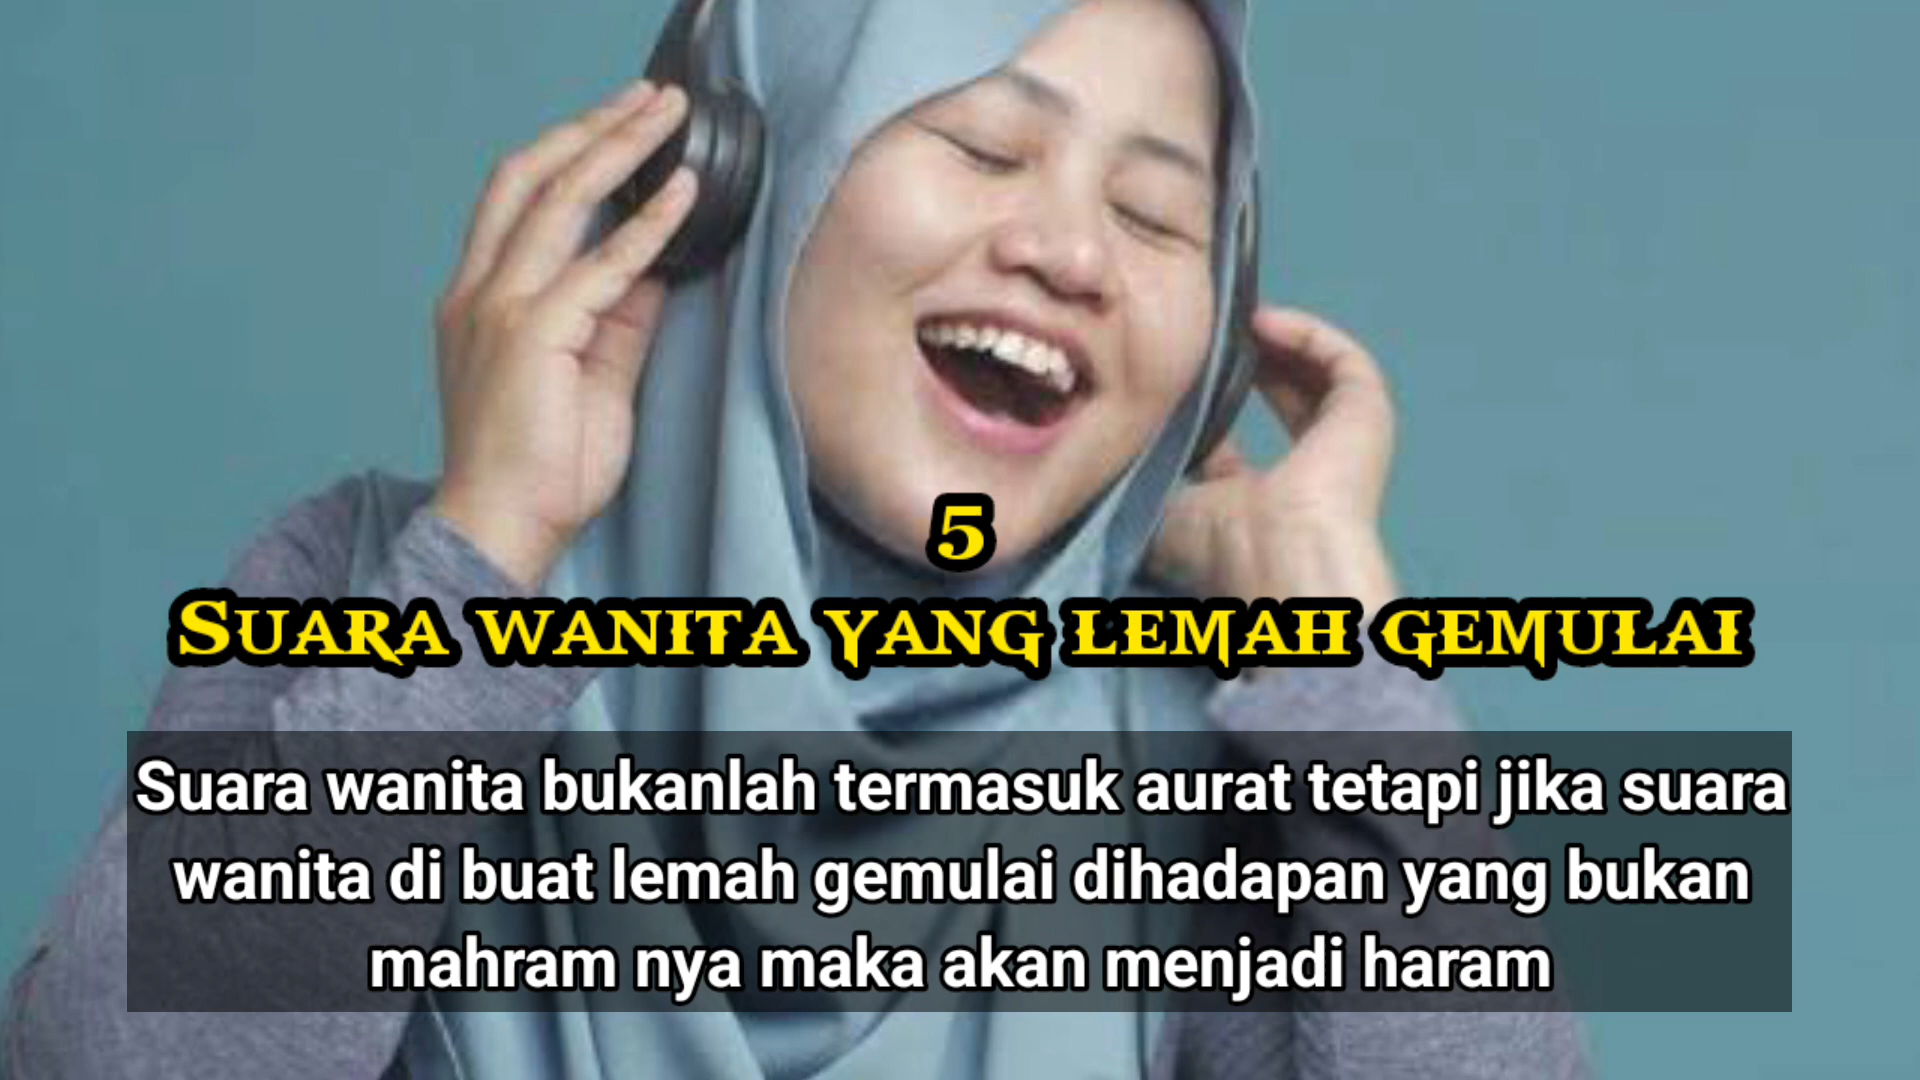 5
Suara wanita yang lemah gemulai
Suara wanita bukanlah termasuk aurat tetapi jika suara
wanita di buat lemah gemulai dihadapan yang bukan
mahram nya maka akan menjadi haram